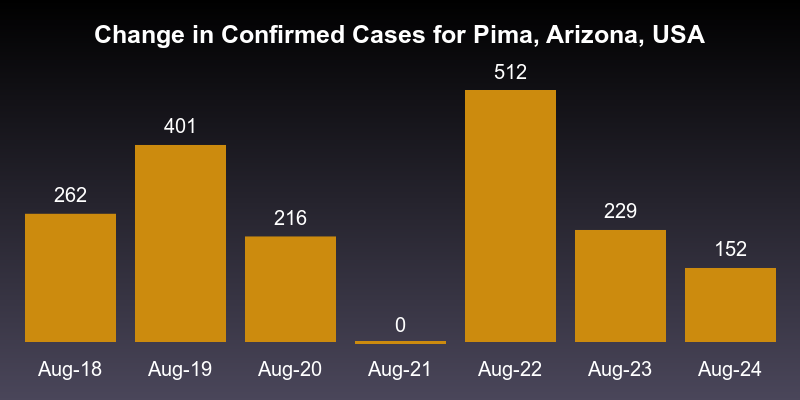 Change in Confirmed Cases for Pima, Arizona, USA
262
401
216
0
512
229
152
Aug-18
Aug-19
Aug-20
Aug-21
Aug-22
Aug-23
Aug-24